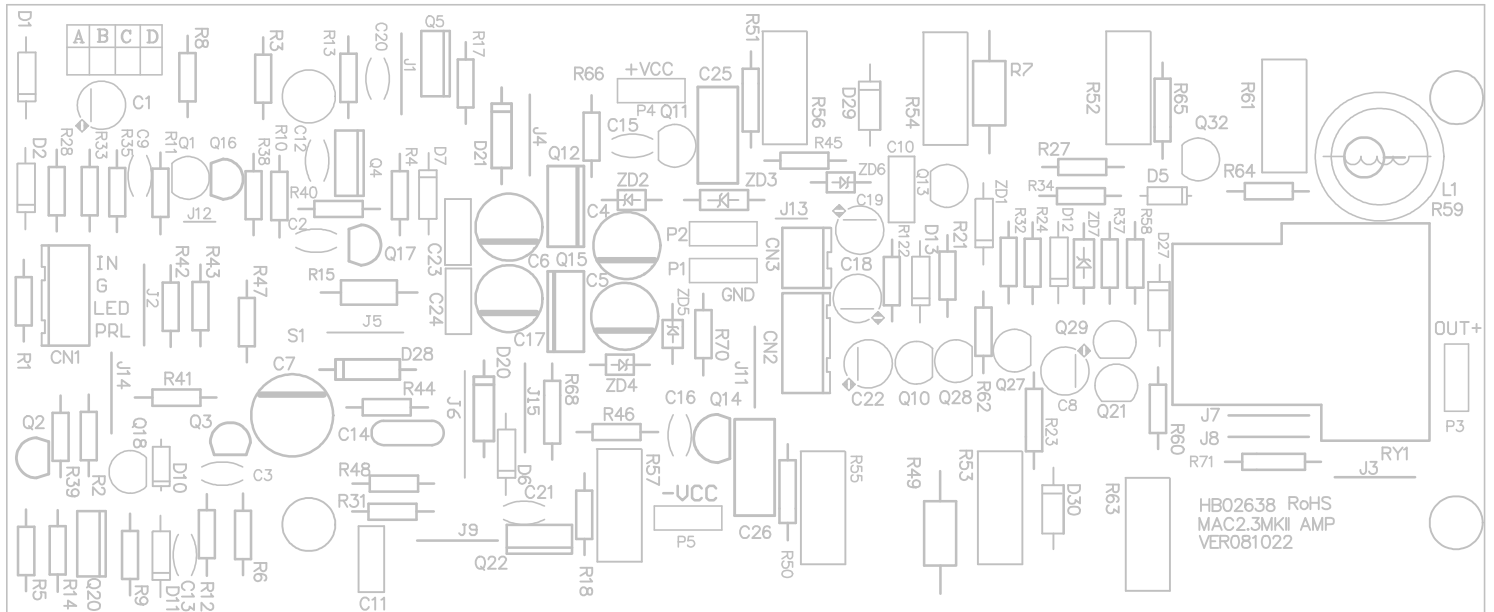 D1
A B C D
R8
R3
R13
C20
J1
Q5
R17
R66
+VCC
P4
Q11
C25
R51
R56
D29
R54
R7
R52
R65
R61
Q32
C1
D2
R28
R33
R35
C9
R11
Q1
Q16
R38
R10
C12
Q4
R40
R4
D7
D21
J4
Q12
C15
R45
ZD6
C10
Q13
ZD1
R27
R34
D5
R64
L1
R59
J12
C2
Q17
C23
C24
C6
Q15
C4
ZD2
ZD3
J13
C19
P2
P1
GND
CN3
C18
R122
D13
R21
R32
R24
D12
ZD7
R37
R58
D27
IN
G
LED
PRL
CN1
R1
J2
R42
R43
R47
R15
S1
J5
C17
C5
ZD5
R70
ZD4
CN2
J11
R62
Q27
Q29
C8
Q21
OUT+
P3
J14
R41
C7
D28
R44
C14
J6
D20
J15
R68
R46
C16
Q14
C22
Q10
Q28
R23
R60
J7
J8
R71
RY1
J3
Q2
R39
R2
Q18
D10
Q3
C3
R48
R31
D6
C21
R57
-VCC
P5
C26
R50
R55
R49
R53
D30
R63
HB02638 RoHS
MAC2.3MKII AMP
VER081022
R5
R14
Q20
R9
D11
C13
R12
R6
C11
J9
Q22
R18